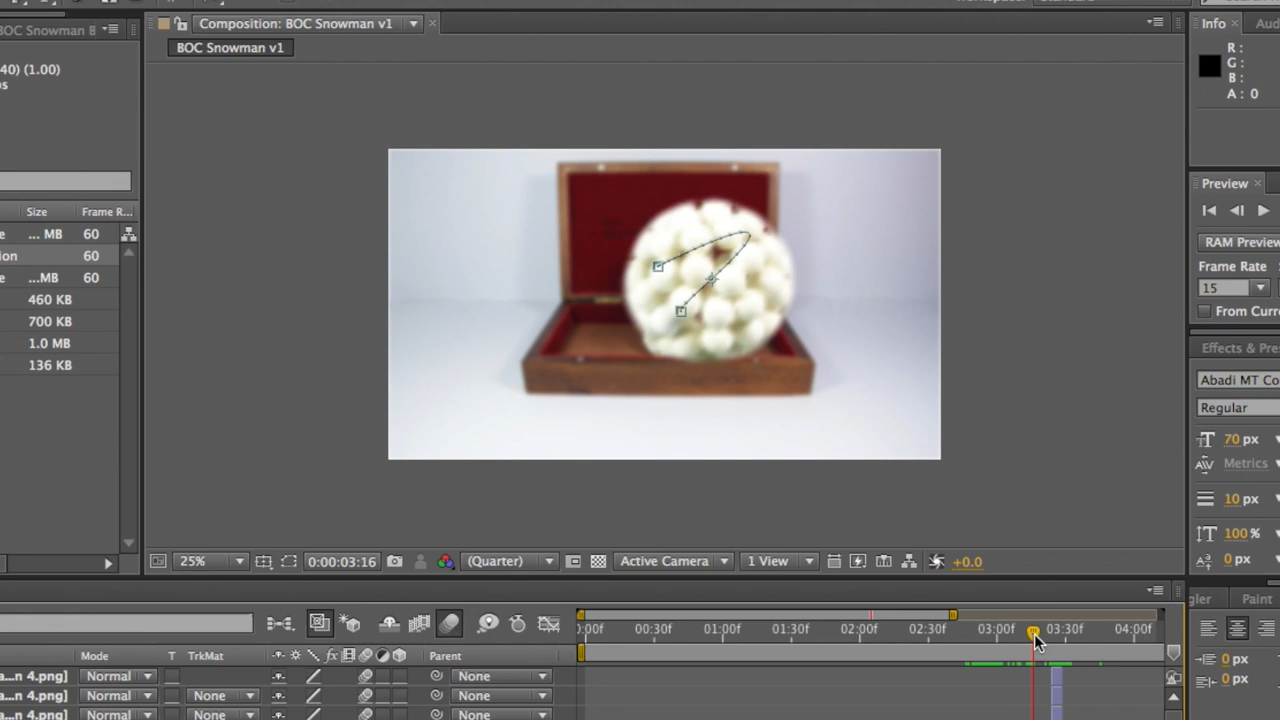 BOC Snowman
Composition: BOC Snowman v1
BOC Snowman v1
40) (1.00)
Info
R :
G :
B :
A : 0
Preview
RAM Preview
Frame Rate
15
From Curr
Size
Frame R...
... MB 60
ion 60
...MB 60
460 KB
700 KB
1.0 MB
136 KB
Effects & Pre
Abadi MT Co
Regular
70 px
Metrics
10 px
100 %
0 px
25%
0:00:03:16
(Quarter)
Active Camera
1 View
+0.0
gler
Paint
:00f 00:30f 01:00f 01:30f 02:00f 02:30f 03:00f 03:30f 04:00f
Mode T TrkMat Parent
a...n 4.png] Normal None
a...n 4.png] Normal None None
a...n 4.png] Normal None None
0 px
0 px